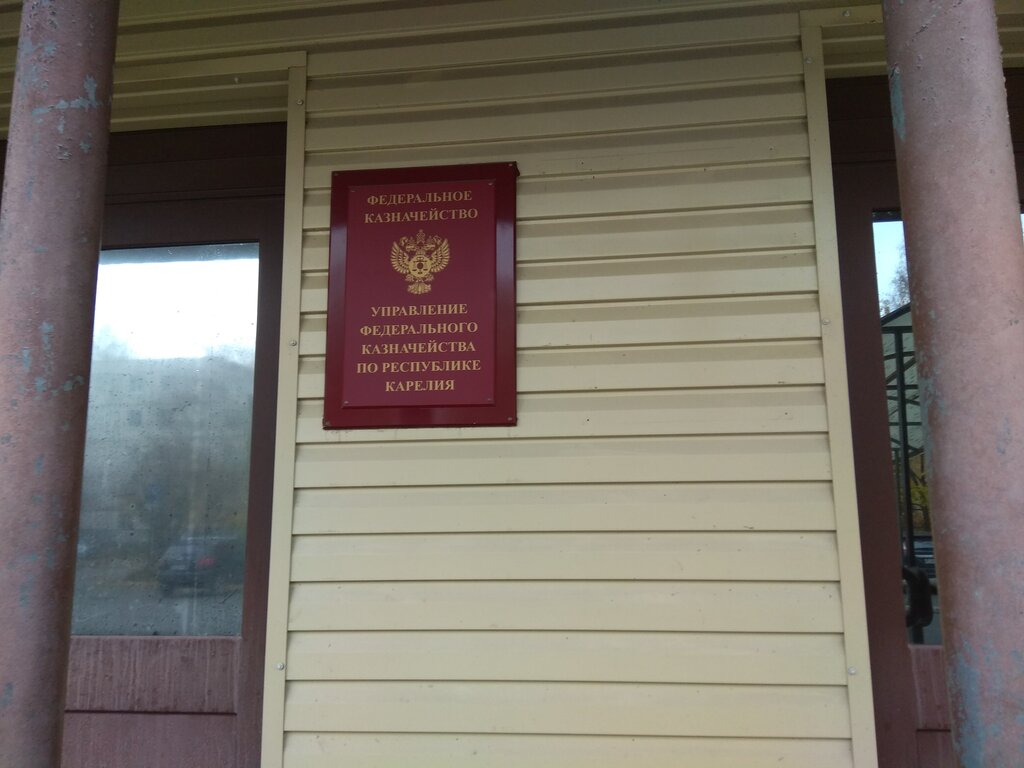 ФЕДЕРАЛЬНОЕ
КАЗНАЧЕЙСТВО
УПРАВЛЕНИЕ
ФЕДЕРАЛЬНОГО
КАЗНАЧЕЙСТВА
ПО РЕСПУБЛИКЕ
КАРЕЛИЯ